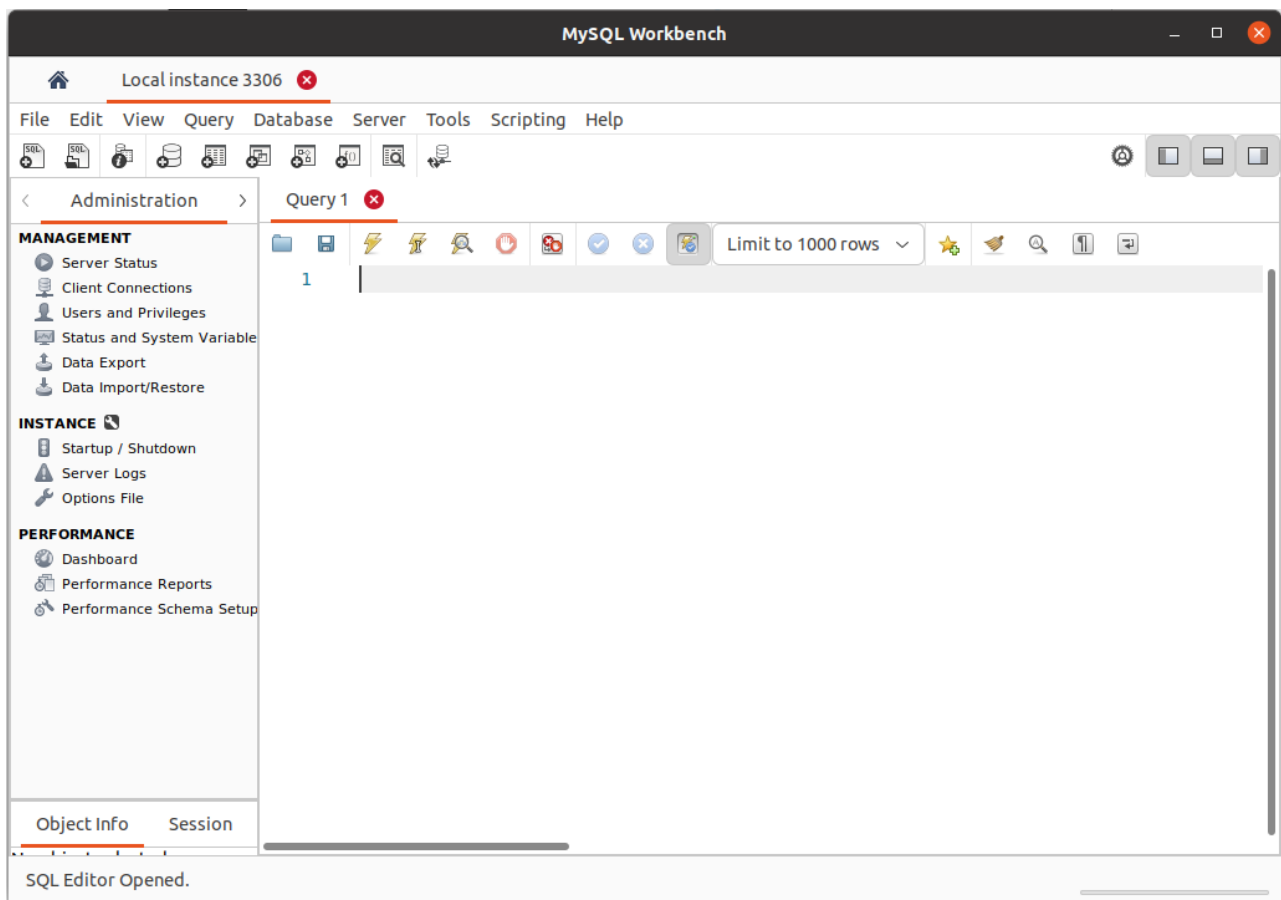 MySQL Workbench
Local instance 3306
File Edit View Query Database Server Tools Scripting Help
SQL SQL
Administration
Query 1
MANAGEMENT
Server Status
Client Connections
Users and Privileges
Status and System Variable
Data Export
Data Import/Restore
INSTANCE
Startup / Shutdown
Server Logs
Options File
PERFORMANCE
Dashboard
Performance Reports
Performance Schema Setup
Limit to 1000 rows
1
Object Info Session
SQL Editor Opened.